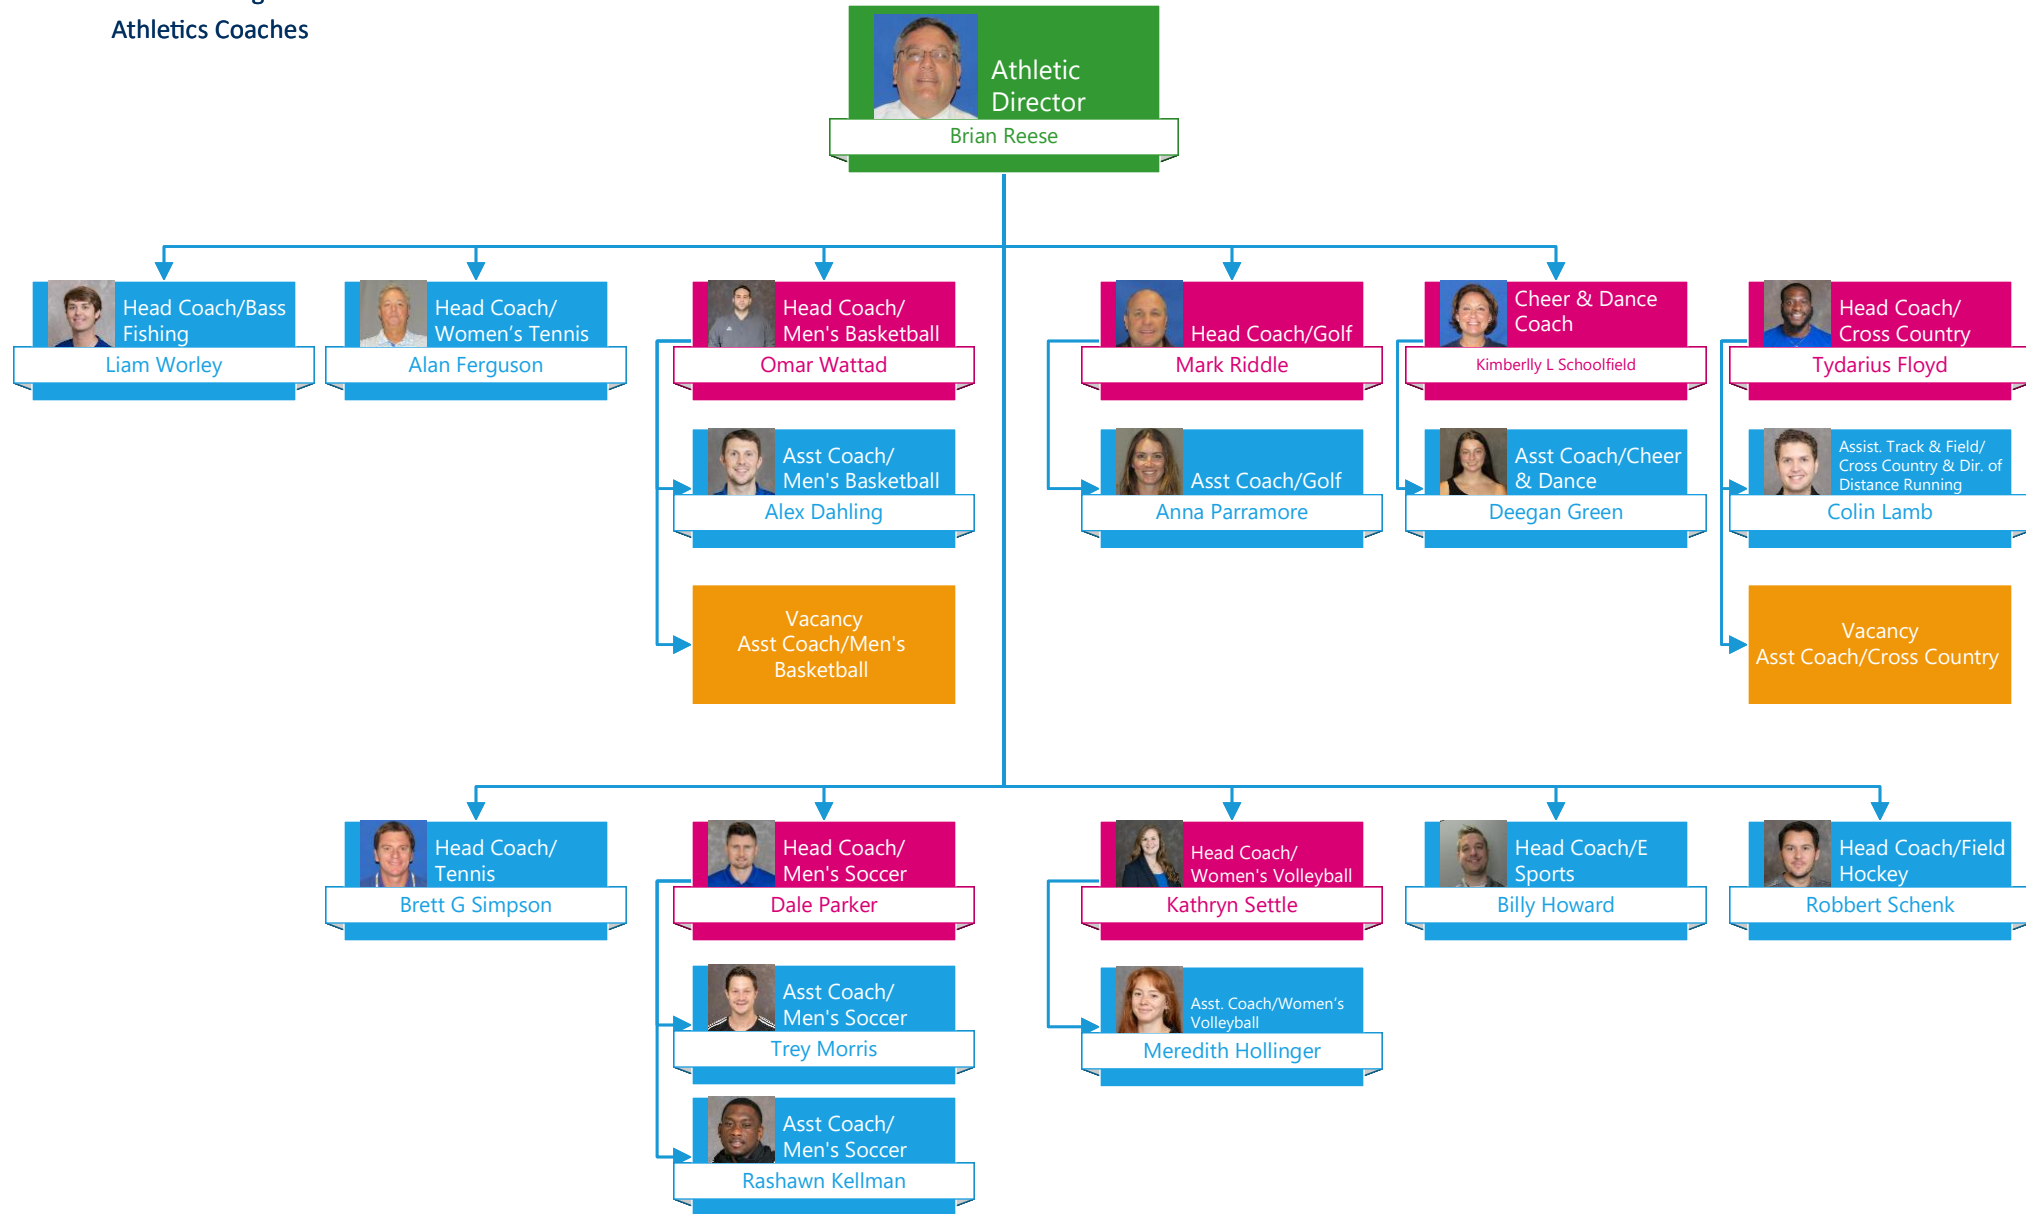 Athletics Coaches
Athletic
Director
Brian Reese
Head Coach/Bass
Fishing
Liam Worley
Head Coach/
Women’s Tennis
Alan Ferguson
Head Coach/
Men's Basketball
Omar Wattad
Head Coach/Golf
Mark Riddle
Cheer & Dance
Coach
Kimberlly L Schoolfield
Head Coach/
Cross Country
Tydarius Floyd
Asst Coach/
Men's Basketball
Alex Dahling
Asst Coach/Golf
Anna Parramore
Asst Coach/Cheer
& Dance
Deegan Green
Assist. Track & Field/
Cross Country & Dir. of
Distance Running
Colin Lamb
Vacancy
Asst Coach/Men's
Basketball
Vacancy
Asst Coach/Cross Country
Head Coach/
Tennis
Brett G Simpson
Head Coach/
Men's Soccer
Dale Parker
Head Coach/
Women's Volleyball
Kathryn Settle
Head Coach/E
Sports
Billy Howard
Head Coach/Field
Hockey
Robbert Schenk
Asst Coach/
Men's Soccer
Trey Morris
Asst. Coach/Women’s
Volleyball
Meredith Hollinger
Asst Coach/
Men's Soccer
Rashawn Kellman